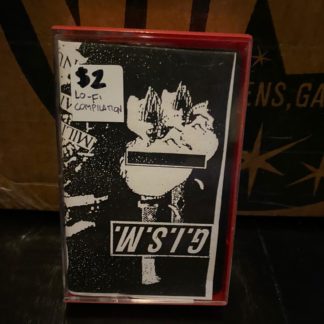 $2
LO-FI
COMPILATION
ENS, GA
G.I.S.M.